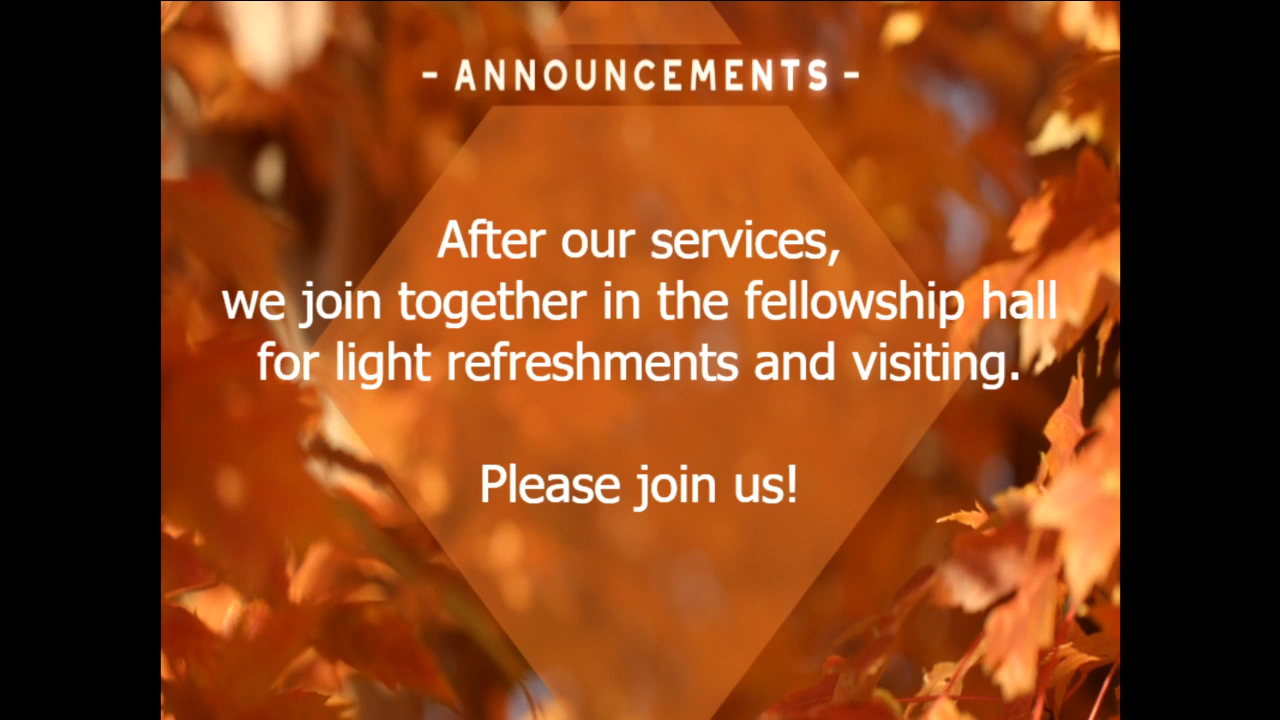 - ANNOUNCEMENTS -
After our services,
we join together in the fellowship hall
for light refreshments and visiting.
Please join us!